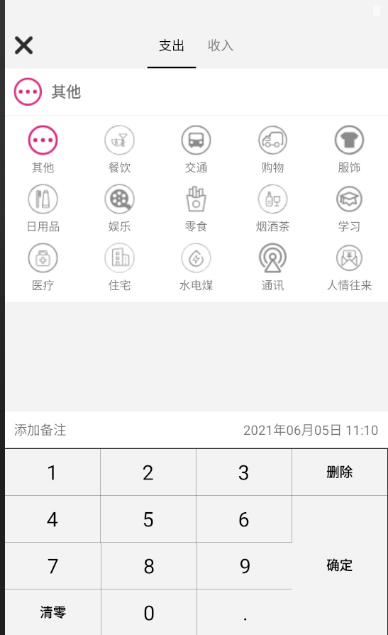 支出 收入
其他
其他 餐饮 交通 购物 服饰
日用品 娱乐 零食 烟酒茶 学习
医疗 住宅 水电煤 通讯 人情往来
添加备注 2021年06月05日 11:10
1 2 3 删除
4 5 6
7 8 9 确定
清零 0 .